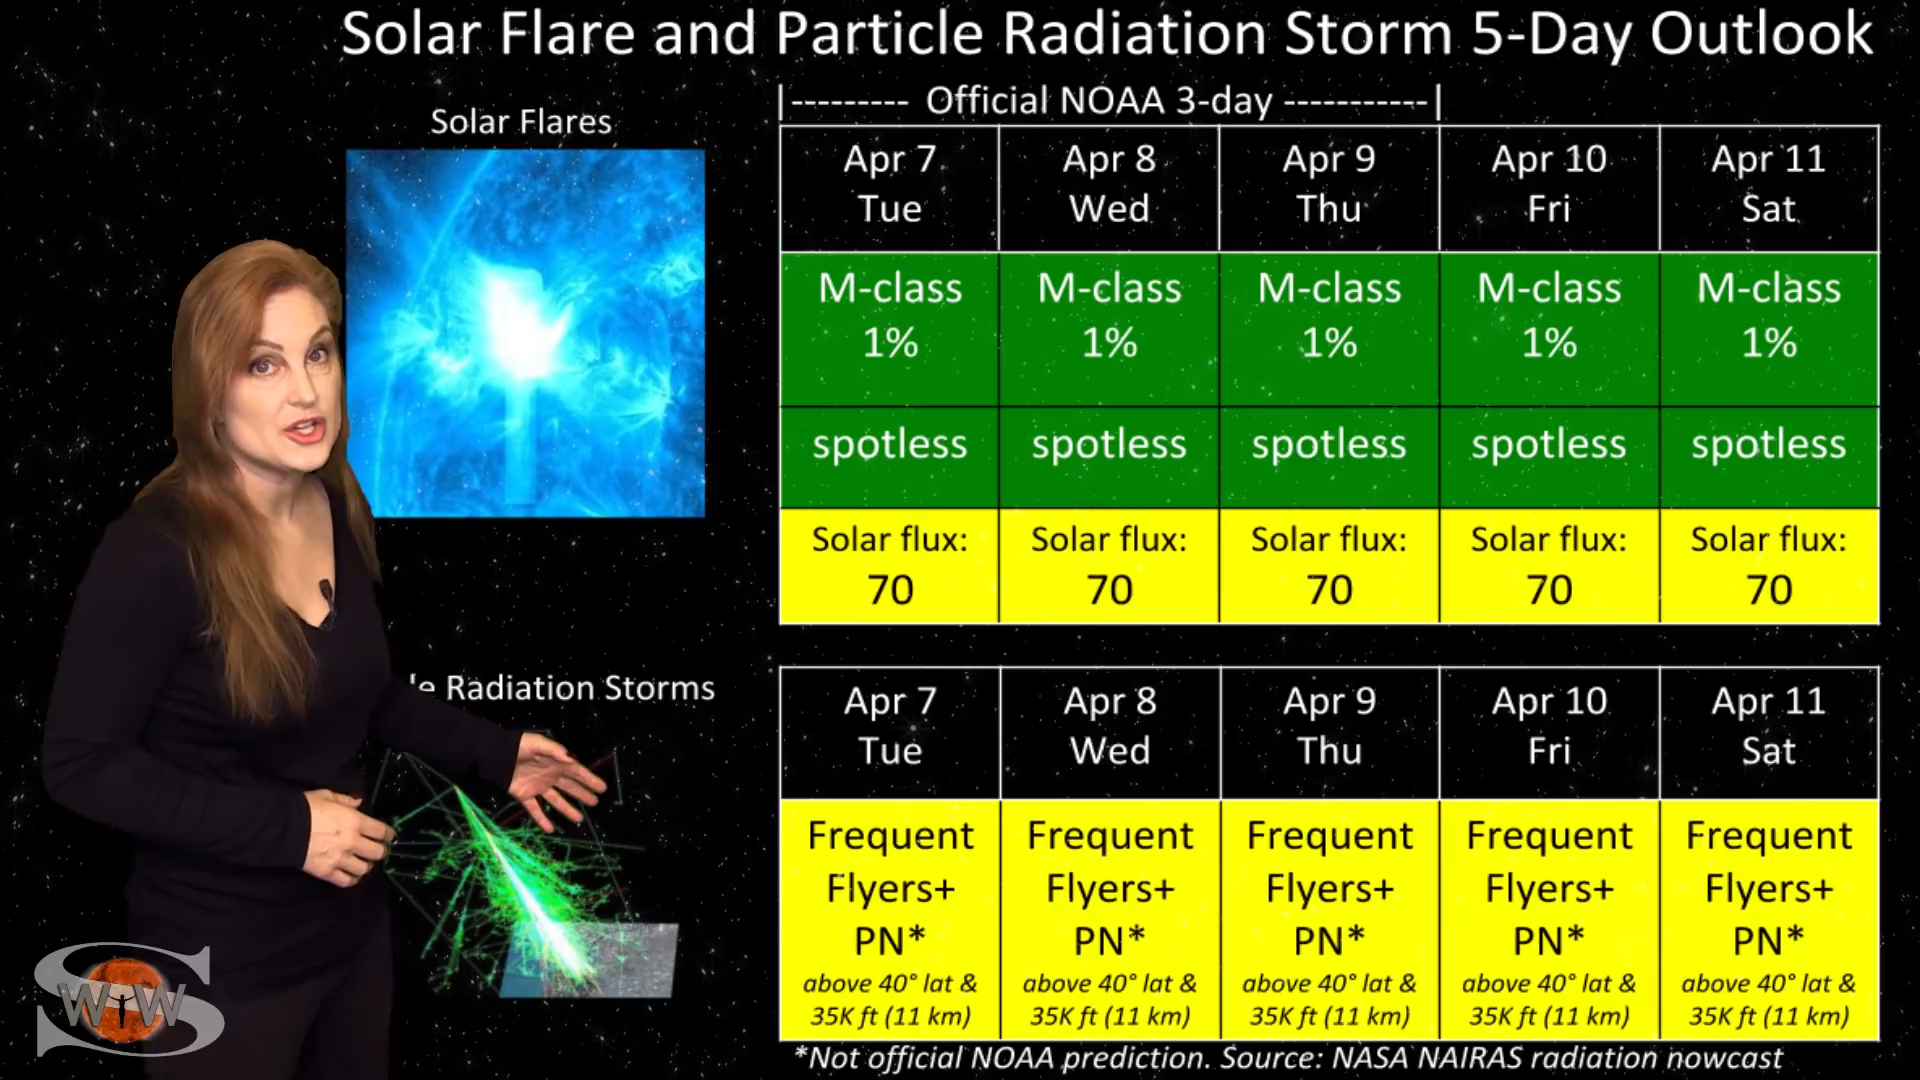 Solar Flare and Particle Radiation Storm 5-Day Outlook
Solar Flares
|--------- Official NOAA 3-day -----------|
Apr 7 Apr 8 Apr 9 Apr 10 Apr 11
Tue Wed Thu Fri Sat
M-class M-class M-class M-class M-class
1% 1% 1% 1% 1%
spotless spotless spotless spotless spotless
Solar flux: Solar flux: Solar flux: Solar flux: Solar flux:
70 70 70 70 70
Radiation Storms
Apr 7 Apr 8 Apr 9 Apr 10 Apr 11
Tue Wed Thu Fri Sat
Frequent Frequent Frequent Frequent Frequent
Flyers+ Flyers+ Flyers+ Flyers+ Flyers+
PN* PN* PN* PN* PN*
above 40° lat & above 40° lat & above 40° lat & above 40° lat & above 40° lat &
35K ft (11 km) 35K ft (11 km) 35K ft (11 km) 35K ft (11 km) 35K ft (11 km)
*Not official NOAA prediction. Source: NASA NAIRAS radiation nowcast
S
WTW